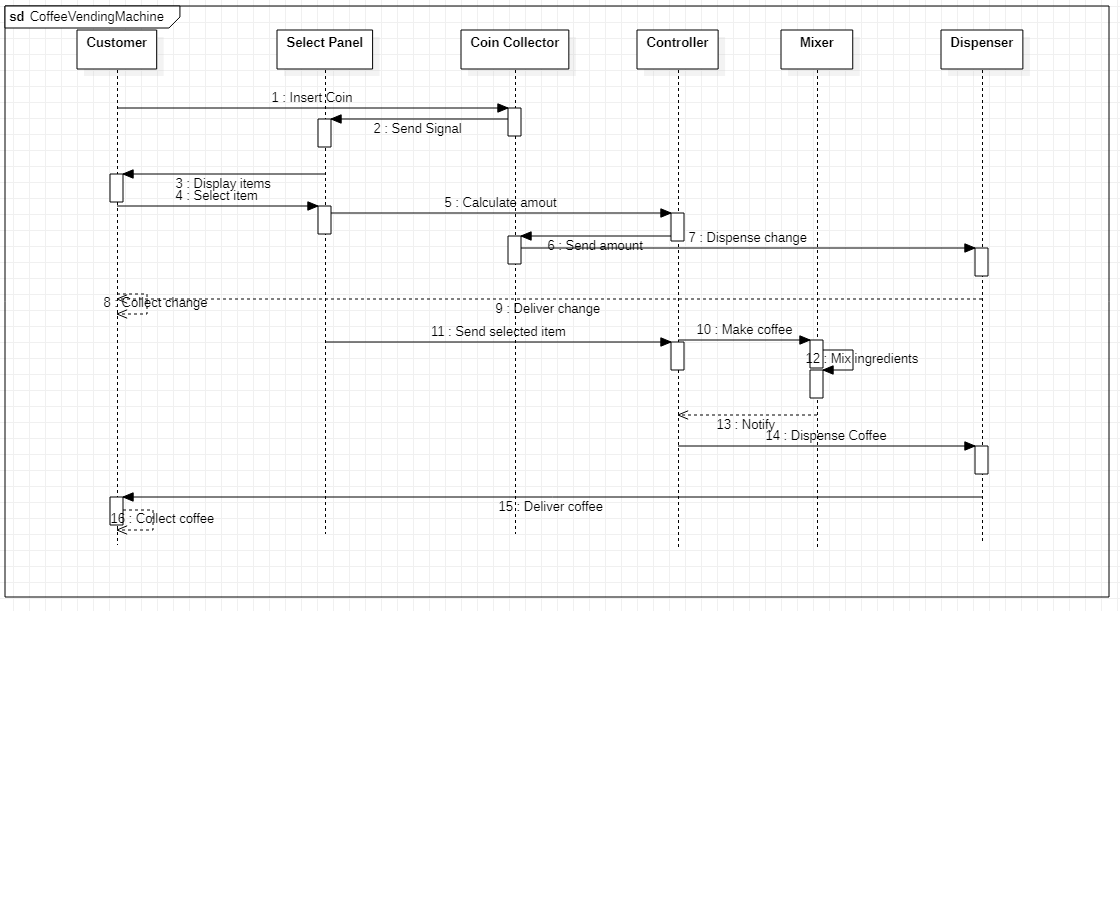 sd CoffeeVendingMachine
Customer
Select Panel
Coin Collector
Controller
Mixer
Dispenser
1 : Insert Coin
2 : Send Signal
3 : Display items
4 : Select item
5 : Calculate amout
6 : Send amount
7 : Dispense change
8 : Collect change
9 : Deliver change
10 : Make coffee
11 : Send selected item
12 : Mix ingredients
13 : Notify
14 : Dispense Coffee
15 : Deliver coffee
16 : Collect coffee